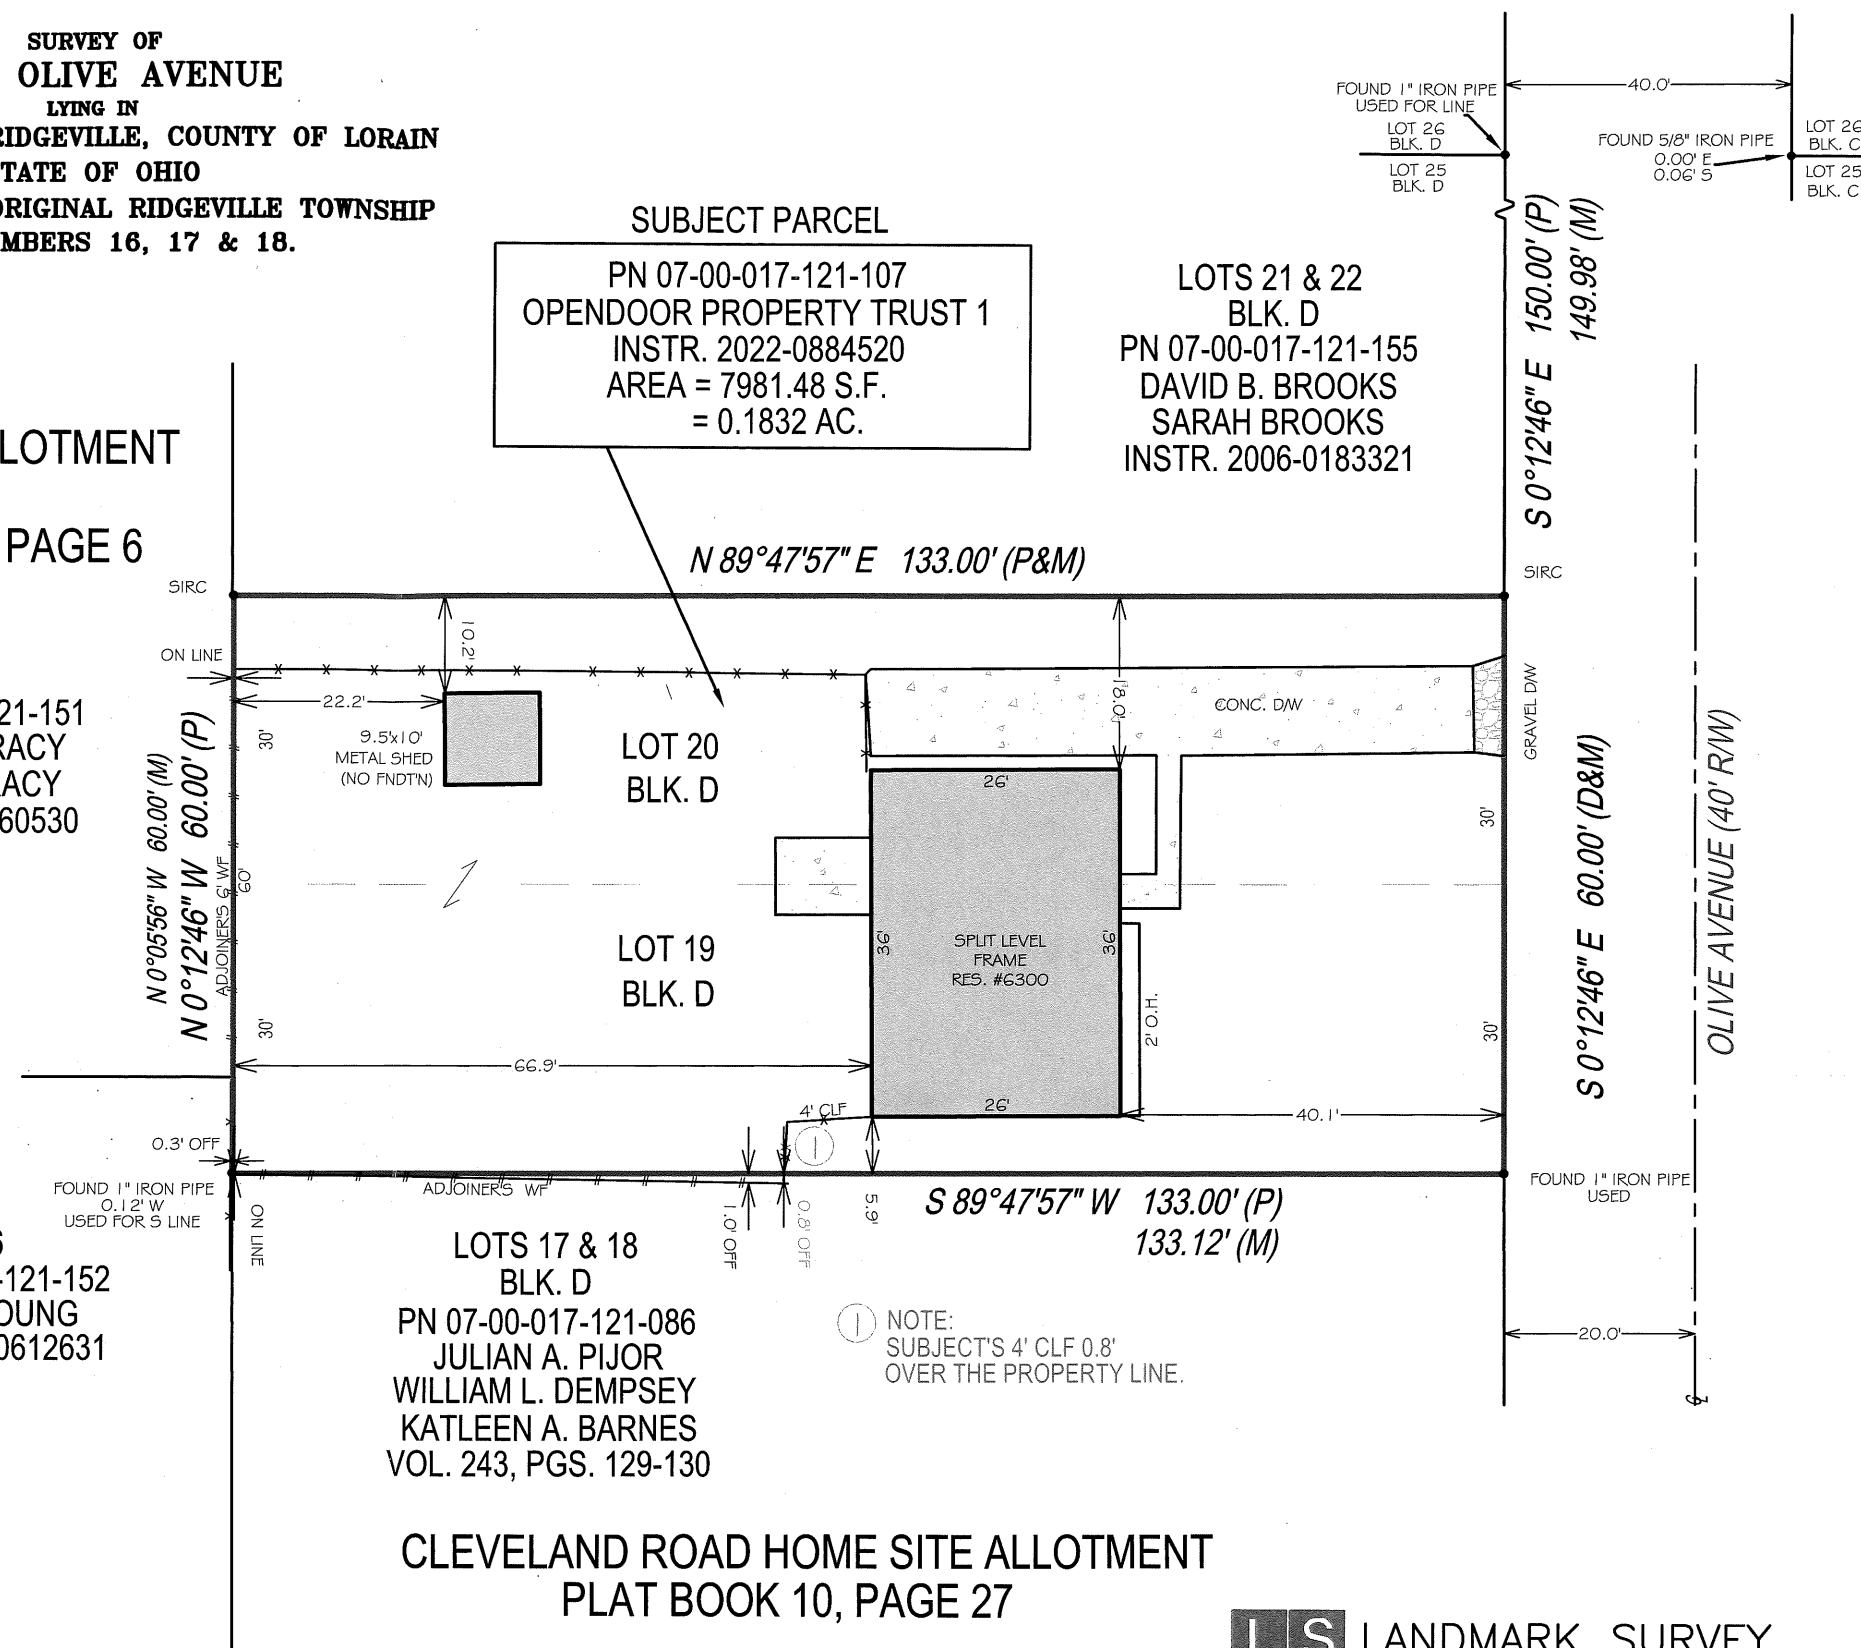 SURVEY OF
OLIVE AVENUE
LYING IN
RIDGEVILLE, COUNTY OF LORAIN
TATE OF OHIO
ORIGINAL RIDGEVILLE TOWNSHIP
MBERS 16, 17 & 18.
LOTMENT
PAGE 6
SUBJECT PARCEL
PN 07-00-017-121-107
OPENDOOR PROPERTY TRUST 1
INSTR. 2022-0884520
AREA = 7981.48 S.F.
= 0.1832 AC.
LOTS 21 & 22
BLK. D
PN 07-00-017-121-155
DAVID B. BROOKS
SARAH BROOKS
INSTR. 2006-0183321
FOUND 1" IRON PIPE
USED FOR LINE
LOT 26
BLK. D
LOT 25
BLK. D
40.0'
FOUND 5/8" IRON PIPE
0.00' E
0.06' S
LOT 26
BLK. C
LOT 25
BLK. C
S 0°12'46" E 150.00' (P)
149.98' (M)
N 89°47'57" E 133.00' (P&M)
SIRC
SIRC
ON LINE
10.2'
22.2'
9.5'x10'
METAL SHED
(NO FNDT'N)
30'
LOT 20
BLK. D
18.0'
CONC. D/W
GRAVEL D/W
21-151
RACY
ACY
60530
N 0°05'56" W 60.00' (M)
N 0°12'46" W 60.00' (P)
ADJOINER'S 6' WF
60'
30'
26'
36'
36'
SPLIT LEVEL
FRAME
RES. #6300
26'
2' O.H.
LOT 19
BLK. D
30'
30'
S 0°12'46" E 60.00' (D&M)
OLIVE AVENUE (40' R/W)
66.9'
40.1'
4' CLF
1
0.3' OFF
FOUND 1" IRON PIPE
0.12' W
USED FOR S LINE
ON LINE
ADJOINER'S WF
1.0' OFF
0.8' OFF
5.9'
S 89°47'57" W 133.00' (P)
133.12' (M)
FOUND 1" IRON PIPE
USED
-121-152
OUNG
0612631
LOTS 17 & 18
BLK. D
PN 07-00-017-121-086
JULIAN A. PIJOR
WILLIAM L. DEMPSEY
KATLEEN A. BARNES
VOL. 243, PGS. 129-130
1 NOTE:
SUBJECT'S 4' CLF 0.8'
OVER THE PROPERTY LINE.
20.0'
CLEVELAND ROAD HOME SITE ALLOTMENT
PLAT BOOK 10, PAGE 27
LS LANDMARK SURVEY